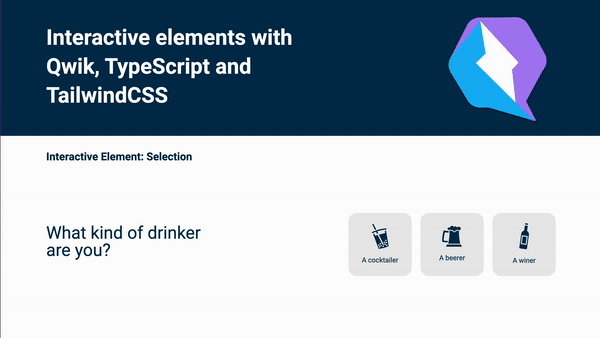 Interactive elements with
Qwik, TypeScript and
TailwindCSS
Interactive Element: Selection
What kind of drinker
are you?
A cocktailer
A beerer
A winer